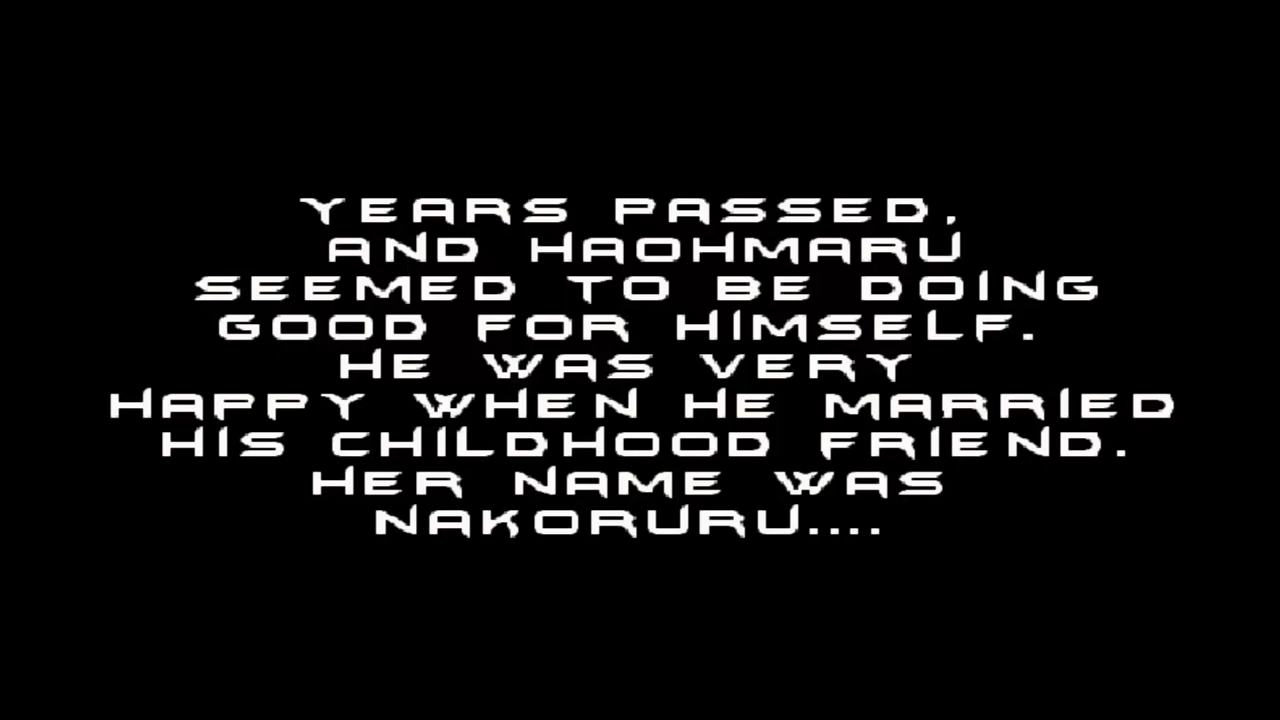 YEARS PASSED,
AND HAOHMARU
SEEMED TO BE DOING
GOOD FOR HIMSELF.
HE WAS VERY
HAPPY WHEN HE MARRIED
HIS CHILDHOOD FRIEND.
HER NAME WAS
NAKORURU....